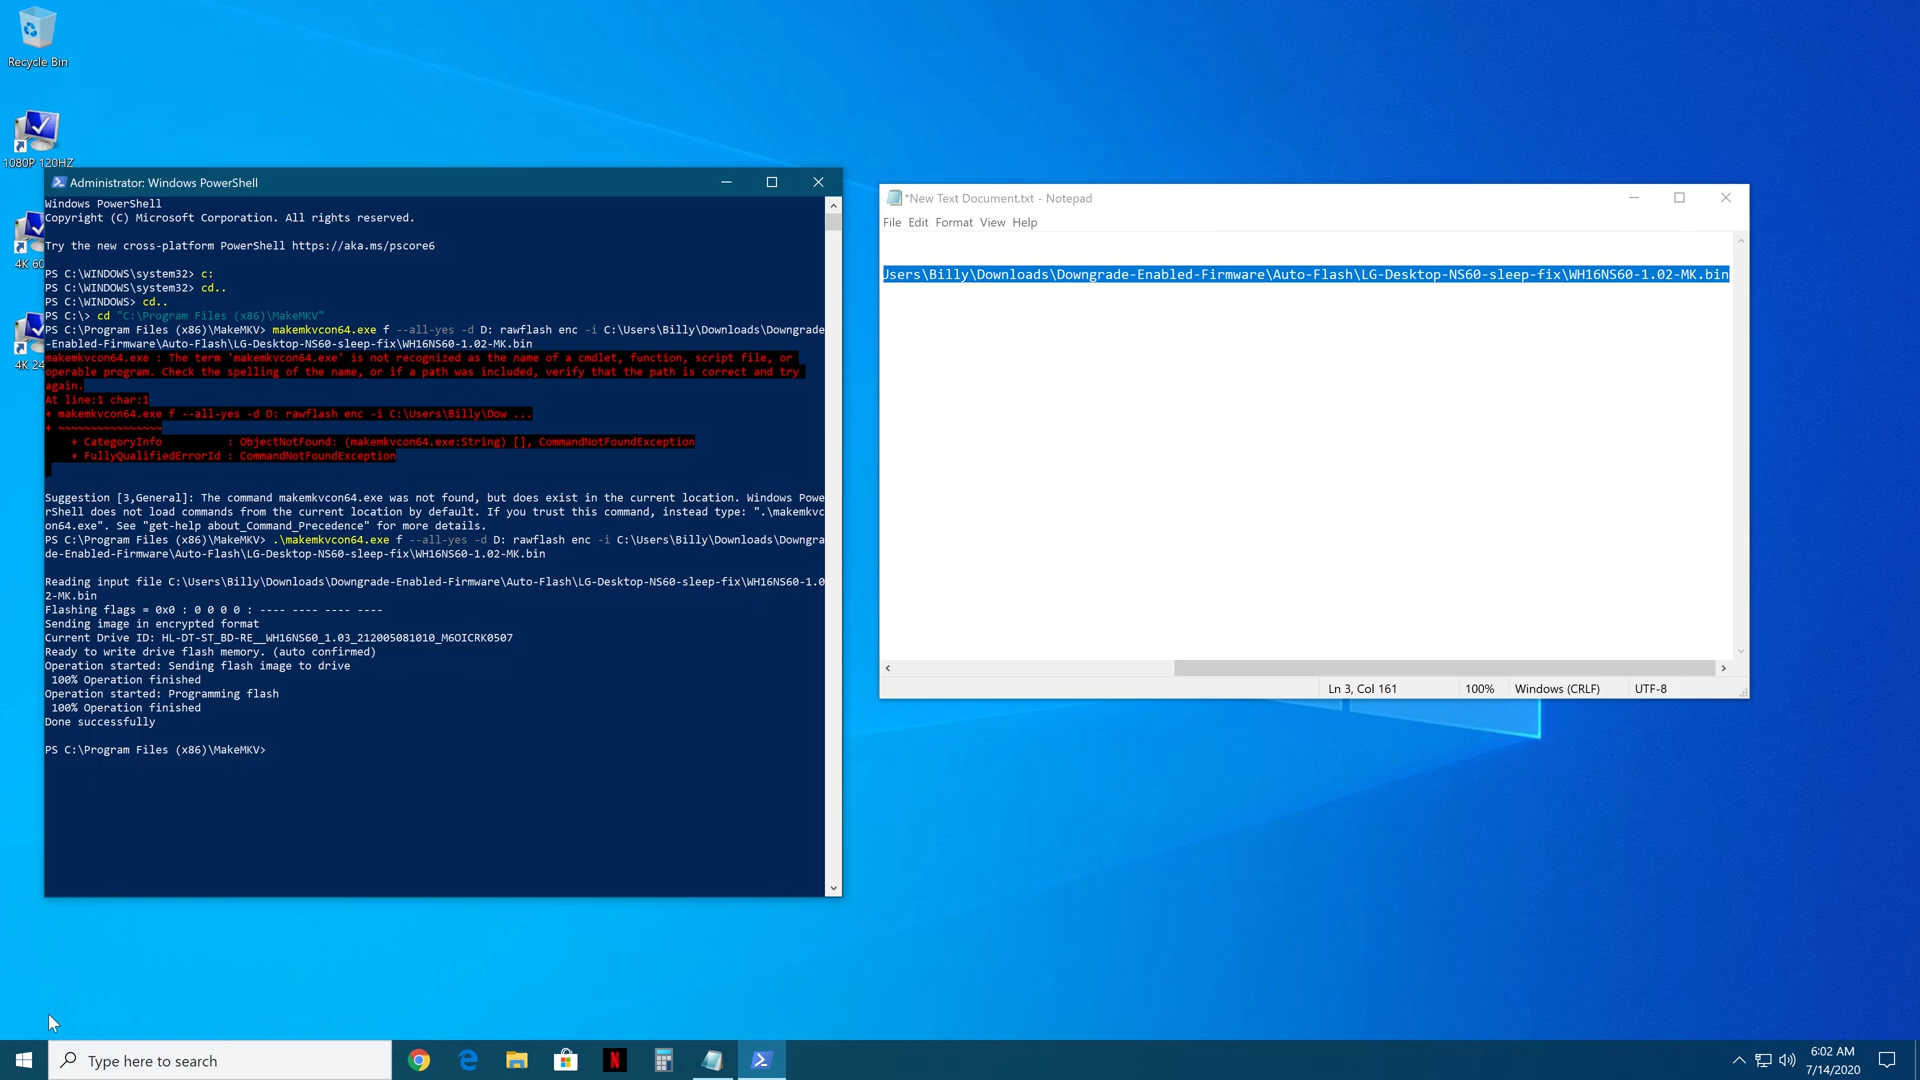 Recycle Bin
1080P 120HZ
4K 60
4K 24
Administrator: Windows PowerShell
Windows PowerShell
Copyright (C) Microsoft Corporation. All rights reserved.
Try the new cross-platform PowerShell https://aka.ms/pscore6
PS C:\WINDOWS\system32> c:
PS C:\WINDOWS\system32> cd..
PS C:\WINDOWS> cd..
PS C:\> cd "C:\Program Files (x86)\MakeMKV"
PS C:\Program Files (x86)\MakeMKV> makemkvcon64.exe f --all-yes -d D: rawflash enc -i C:\Users\Billy\Downloads\Downgrade
-Enabled-Firmware\Auto-Flash\LG-Desktop-NS60-sleep-fix\WH16NS60-1.02-MK.bin
makemkvcon64.exe : The term 'makemkvcon64.exe' is not recognized as the name of a cmdlet, function, script file, or
operable program. Check the spelling of the name, or if a path was included, verify that the path is correct and try
again.
At line:1 char:1
+ makemkvcon64.exe f --all-yes -d D: rawflash enc -i C:\Users\Billy\Dow ...
+ ~~~~~~~~~~~~~~~~
+ CategoryInfo : ObjectNotFound: (makemkvcon64.exe:String) [], CommandNotFoundException
+ FullyQualifiedErrorId : CommandNotFoundException
Suggestion [3,General]: The command makemkvcon64.exe was not found, but does exist in the current location. Windows Powe
rShell does not load commands from the current location by default. If you trust this command, instead type: ".\makemkvc
on64.exe". See "get-help about_Command_Precedence" for more details.
PS C:\Program Files (x86)\MakeMKV> .\makemkvcon64.exe f --all-yes -d D: rawflash enc -i C:\Users\Billy\Downloads\Downgra
de-Enabled-Firmware\Auto-Flash\LG-Desktop-NS60-sleep-fix\WH16NS60-1.02-MK.bin
Reading input file C:\Users\Billy\Downloads\Downgrade-Enabled-Firmware\Auto-Flash\LG-Desktop-NS60-sleep-fix\WH16NS60-1.0
2-MK.bin
Flashing flags = 0x0 : 0 0 0 0 : ---- ---- ---- ----
Sending image in encrypted format
Current Drive ID: HL-DT-ST_BD-RE__WH16NS60_1.03_212005081010_M6OICRK0507
Ready to write drive flash memory. (auto confirmed)
Operation started: Sending flash image to drive
100% Operation finished
Operation started: Programming flash
100% Operation finished
Done successfully
PS C:\Program Files (x86)\MakeMKV>
*New Text Document.txt - Notepad
File Edit Format View Help
Users\Billy\Downloads\Downgrade-Enabled-Firmware\Auto-Flash\LG-Desktop-NS60-sleep-fix\WH16NS60-1.02-MK.bin
Ln 3, Col 161 100% Windows (CRLF) UTF-8
Type here to search
N
6:02 AM
7/14/2020